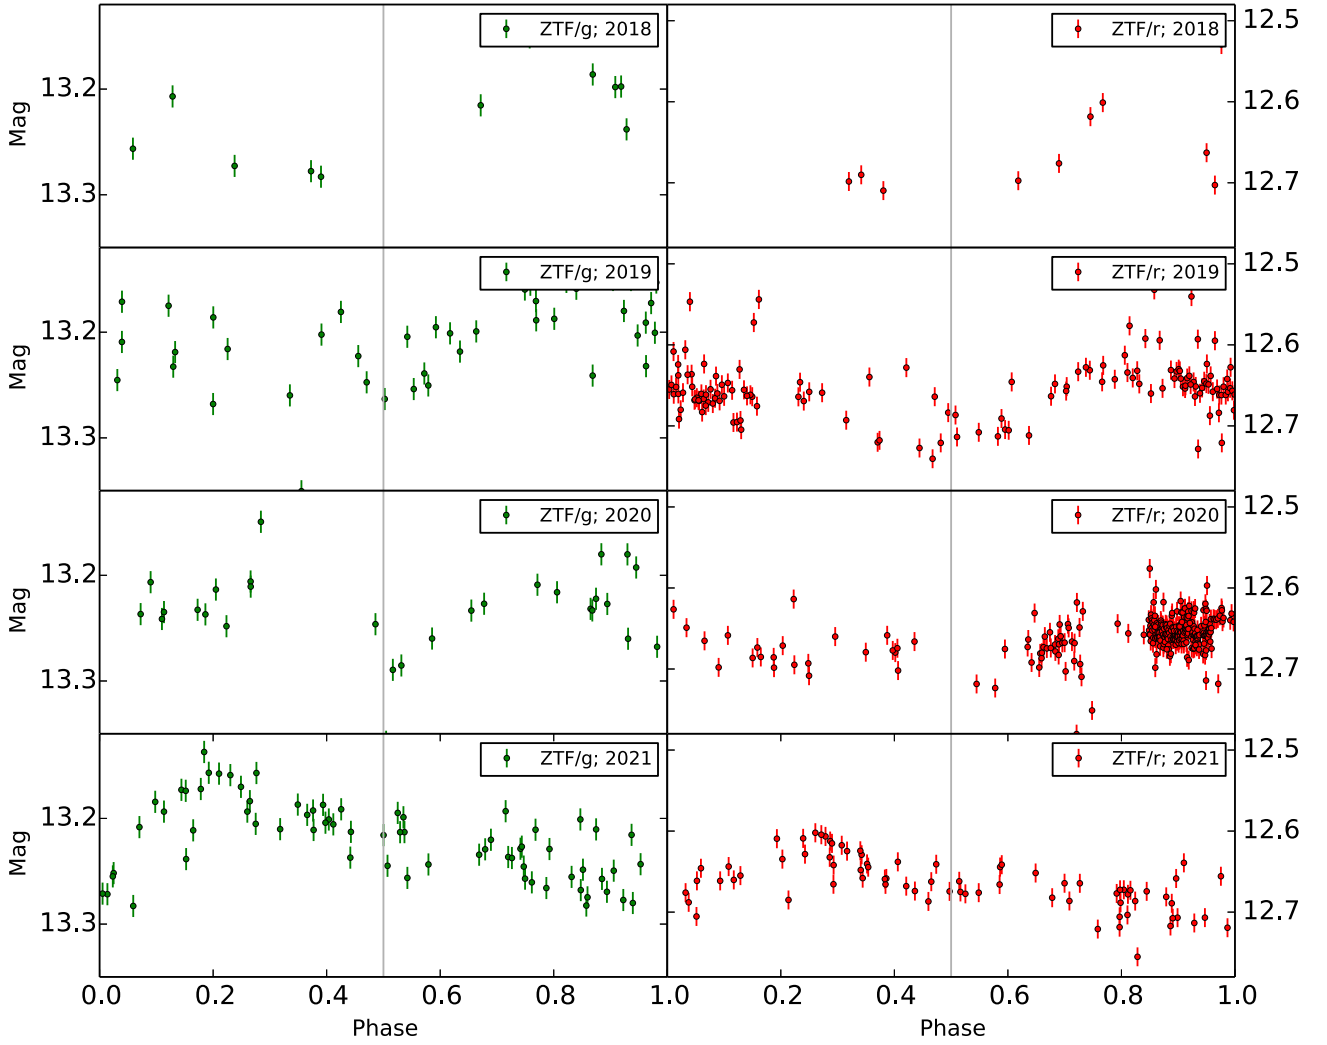 ZTF/g; 2018
ZTF/r; 2018
12.5
13.2
12.6
Mag
13.3
12.7
ZTF/g; 2019
ZTF/r; 2019
12.5
13.2
12.6
Mag
13.3
12.7
ZTF/g; 2020
ZTF/r; 2020
12.5
13.2
12.6
Mag
13.3
12.7
ZTF/g; 2021
ZTF/r; 2021
12.5
13.2
12.6
Mag
13.3
12.7
0.0 0.2 0.4 0.6 0.8 1.0 0.2 0.4 0.6 0.8 1.0
Phase Phase